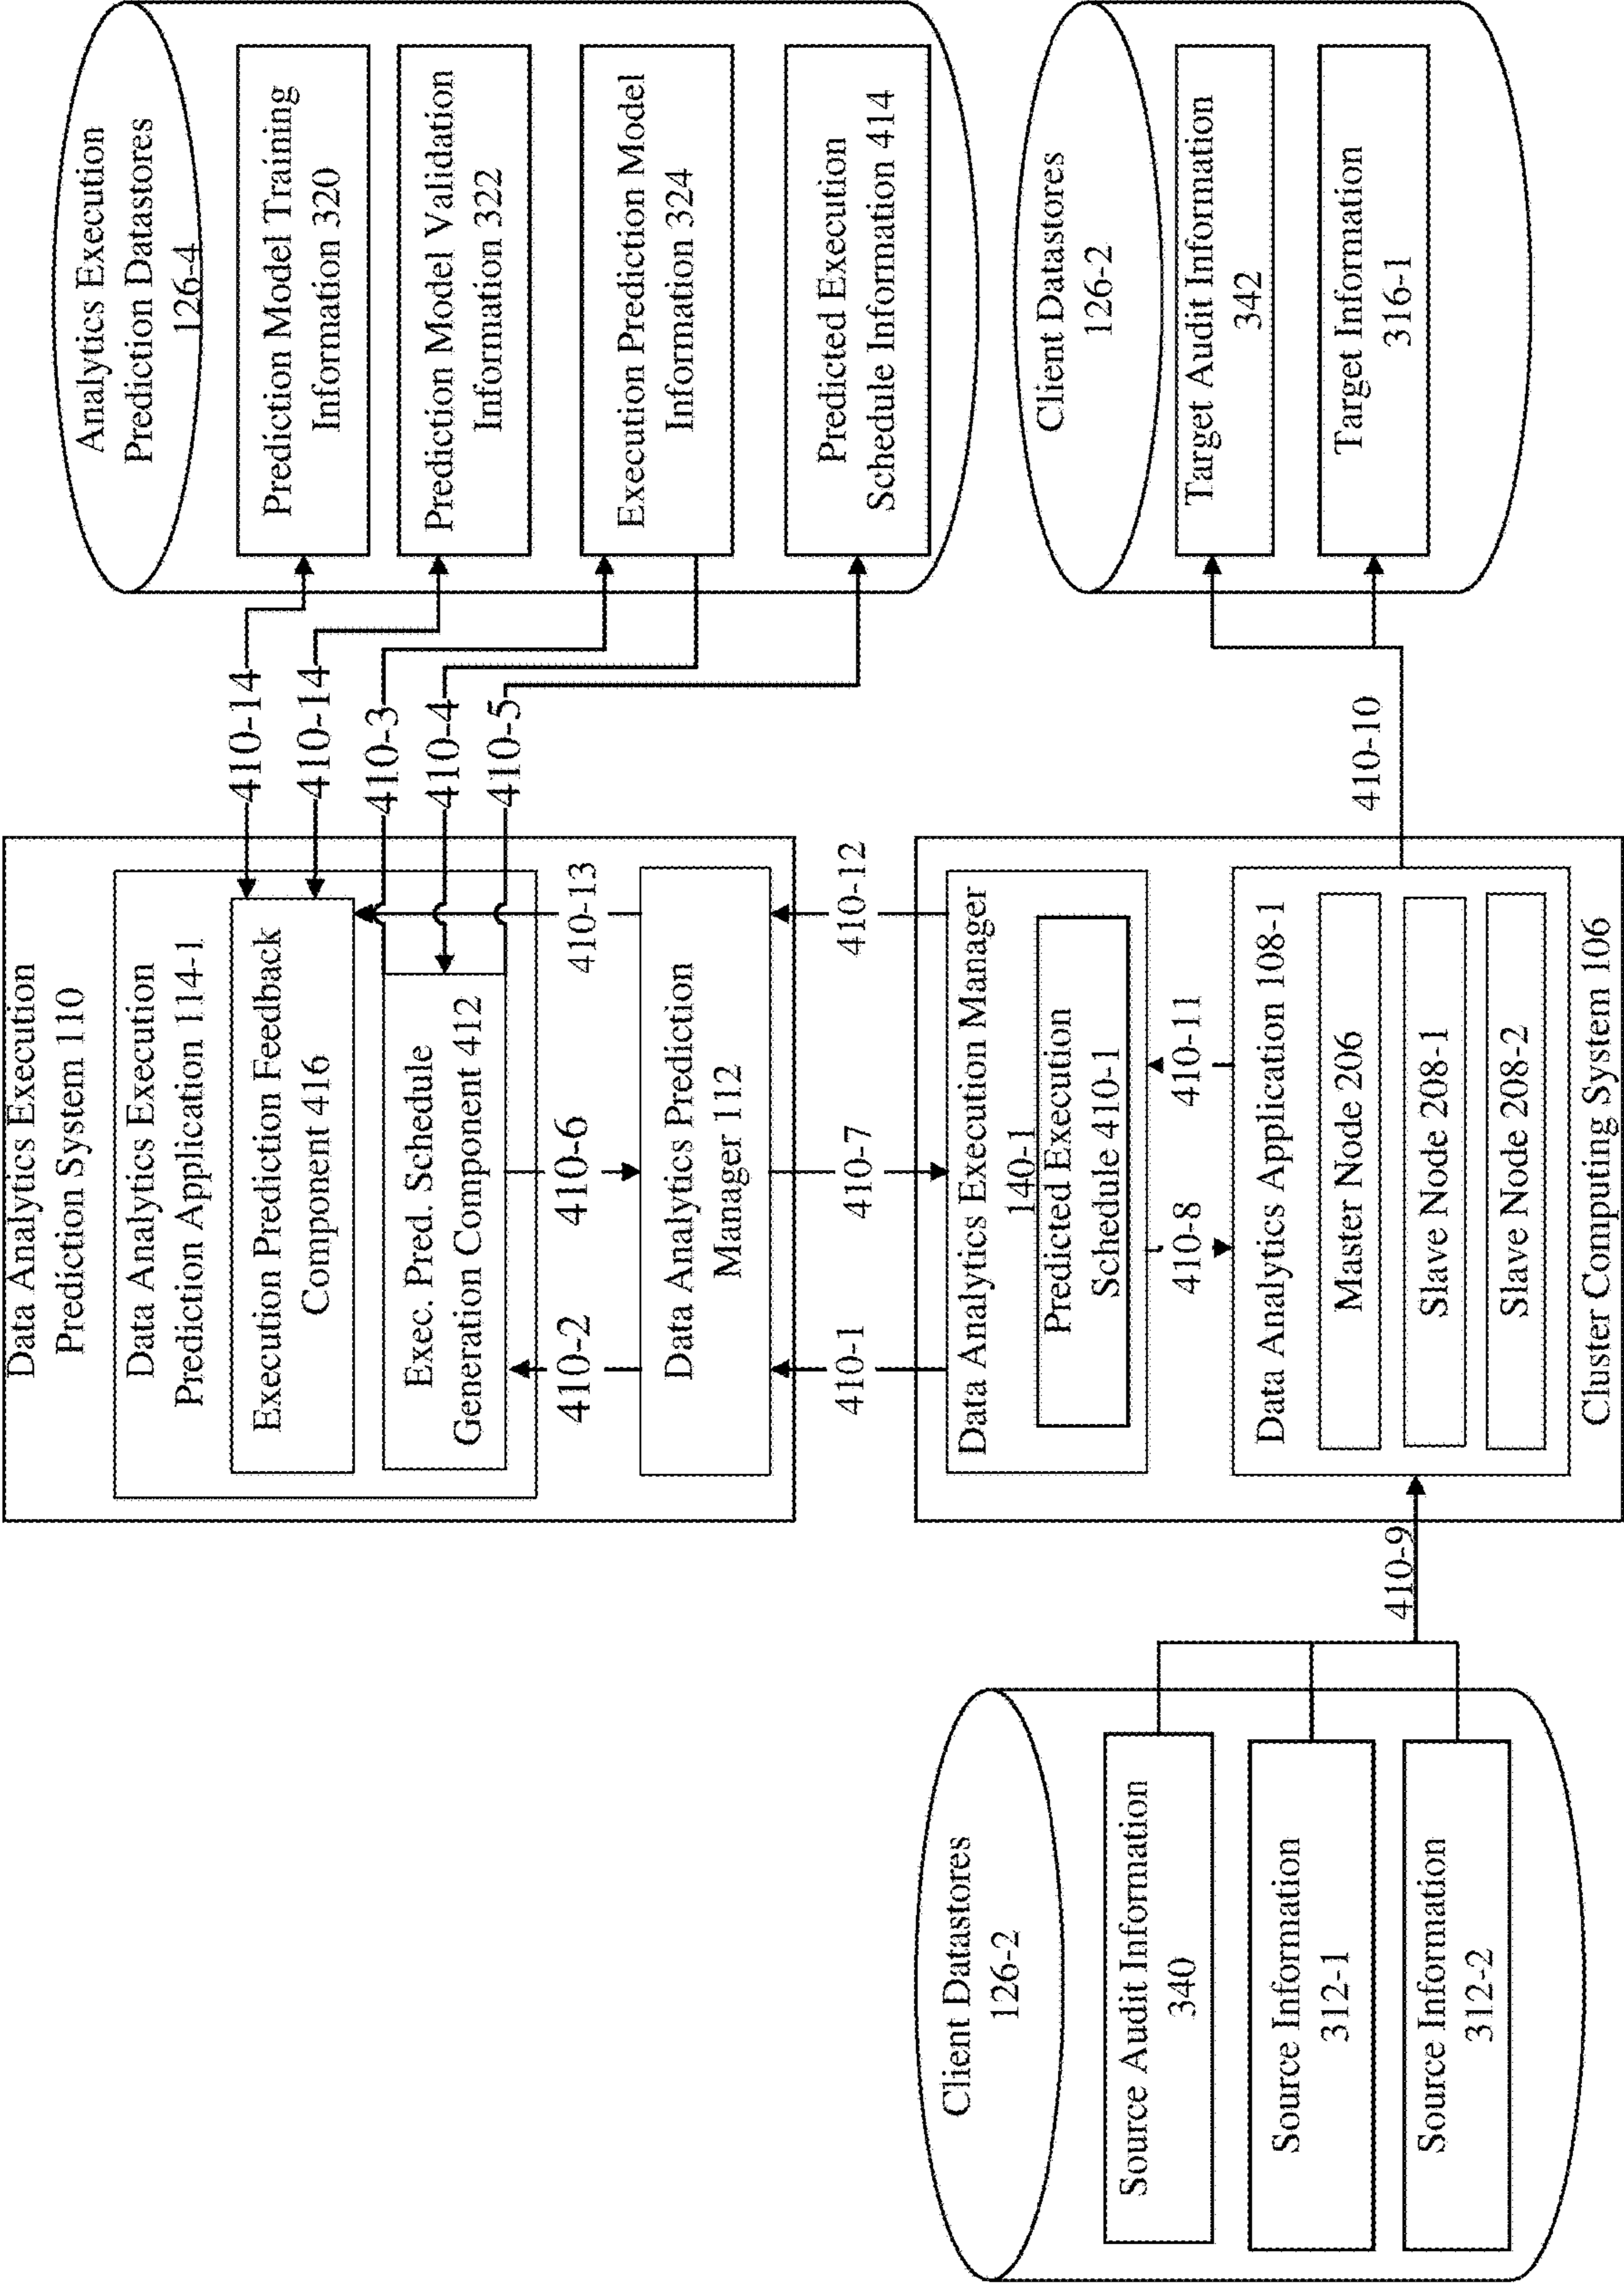 Data Analytics Execution
Prediction System 110
Data Analytics Execution
Prediction Application 114-1
Execution Prediction Feedback
Component 416
Exec. Pred. Schedule
Generation Component 412
410-2
410-6
410-13
Data Analytics Prediction
Manager 112
410-1
410-7
410-12
Data Analytics Execution Manager
140-1
Predicted Execution
Schedule 410-1
410-8
410-11
Data Analytics Application 108-1
Master Node 206
Slave Node 208-1
Slave Node 208-2
Cluster Computing System 106
410-14
410-14
410-3
410-4
410-5
410-10
410-9
Analytics Execution
Prediction Datastores
126-4
Prediction Model Training
Information 320
Prediction Model Validation
Information 322
Execution Prediction Model
Information 324
Predicted Execution
Schedule Information 414
Client Datastores
126-2
Target Audit Information
342
Target Information
316-1
Client Datastores
126-2
Source Audit Information
340
Source Information
312-1
Source Information
312-2